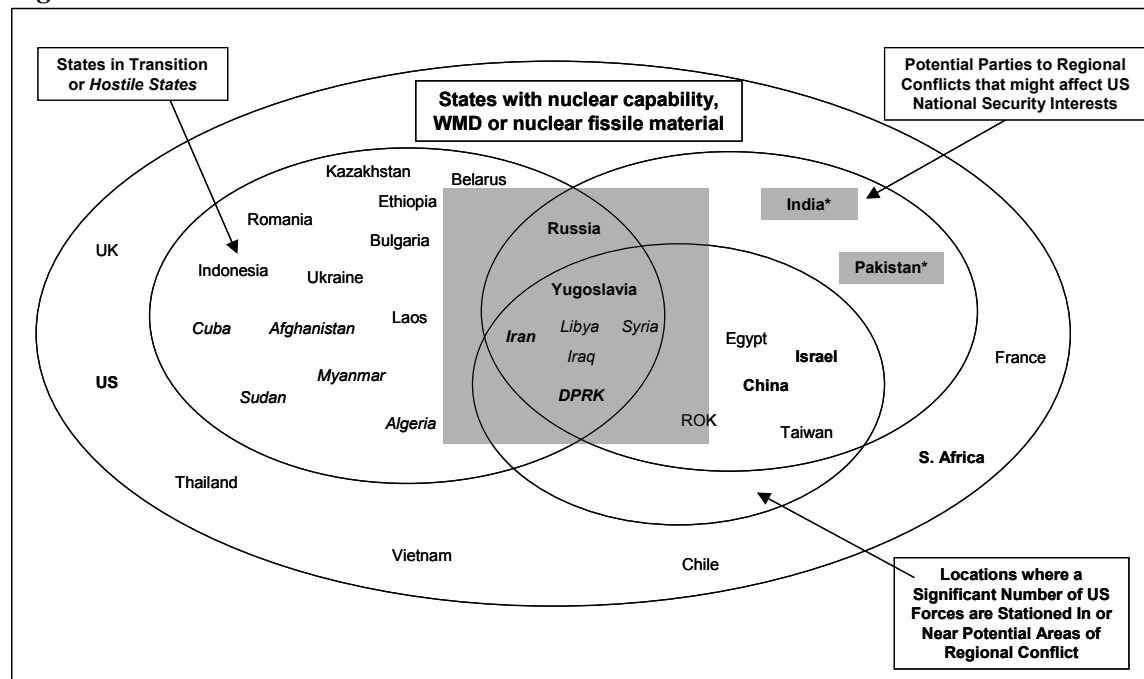 States in Transition
or Hostile States
States with nuclear capability,
WMD or nuclear fissile material
Potential Parties to Regional
Conflicts that might affect US
National Security Interests
Kazakhstan
Belarus
Ethiopia
Romania
Bulgaria
UK
Indonesia
Ukraine
Cuba
Afghanistan
Laos
US
Myanmar
Sudan
Algeria
Russia
Yugoslavia
Iran
Libya
Syria
Iraq
DPRK
India*
Pakistan*
Egypt
Israel
China
ROK
Taiwan
France
S. Africa
Thailand
Vietnam
Chile
Locations where a
Significant Number of US
Forces are Stationed In or
Near Potential Areas of
Regional Conflict